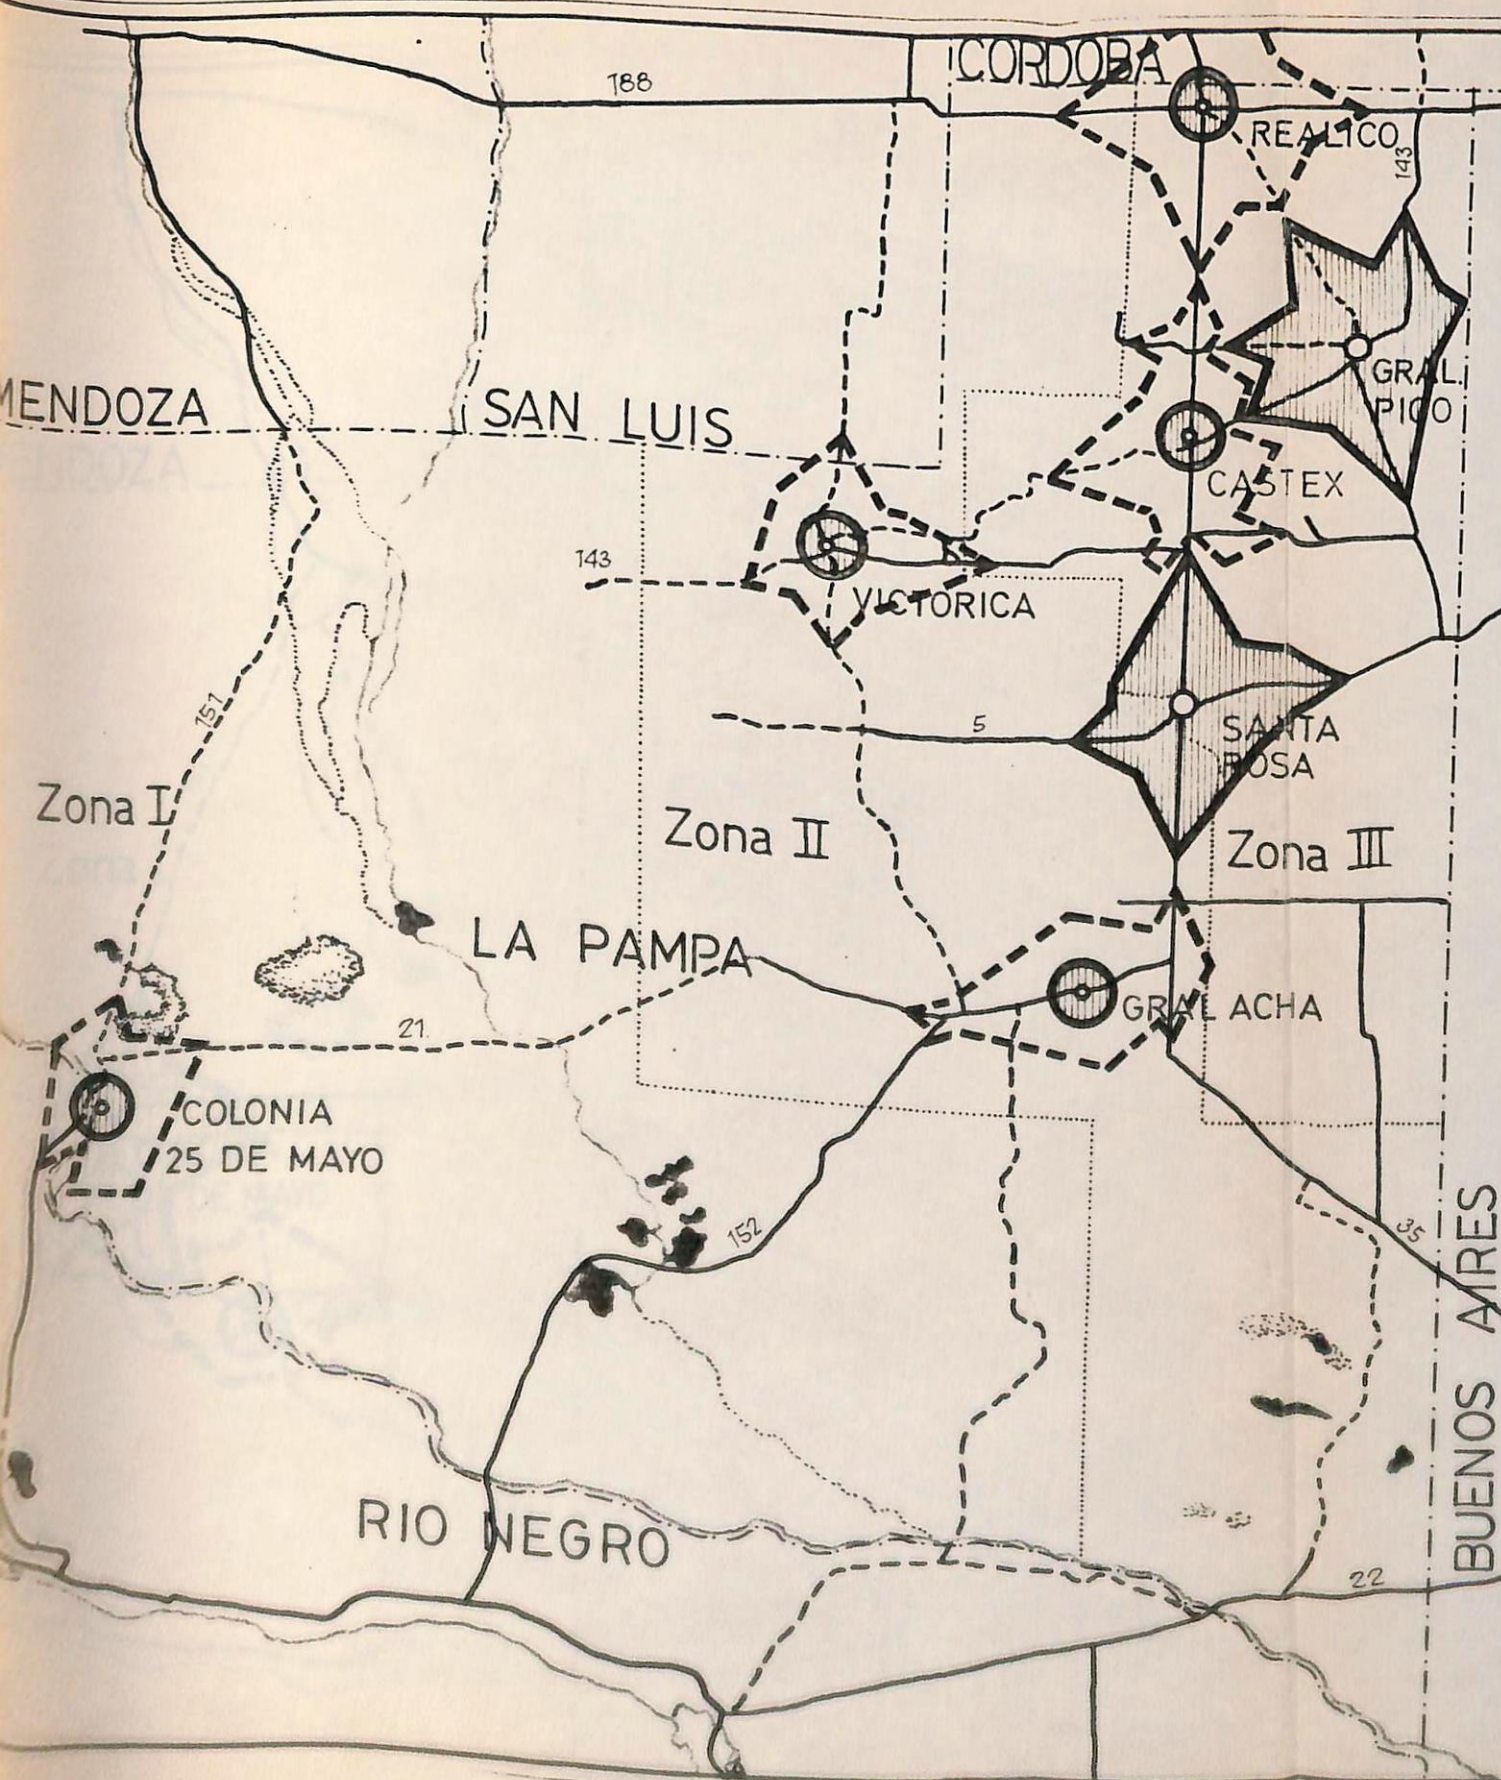 CORDOBA
188
REALICO
143
MENDOZA
SAN LUIS
GRAL.
PICO
CASTEX
143
VICTORICA
151
5
SANTA
ROSA
Zona I
Zona II
Zona III
LA PAMPA
GRAL ACHA
21
COLONIA
25 DE MAYO
152
35
BUENOS AIRES
RIO NEGRO
22